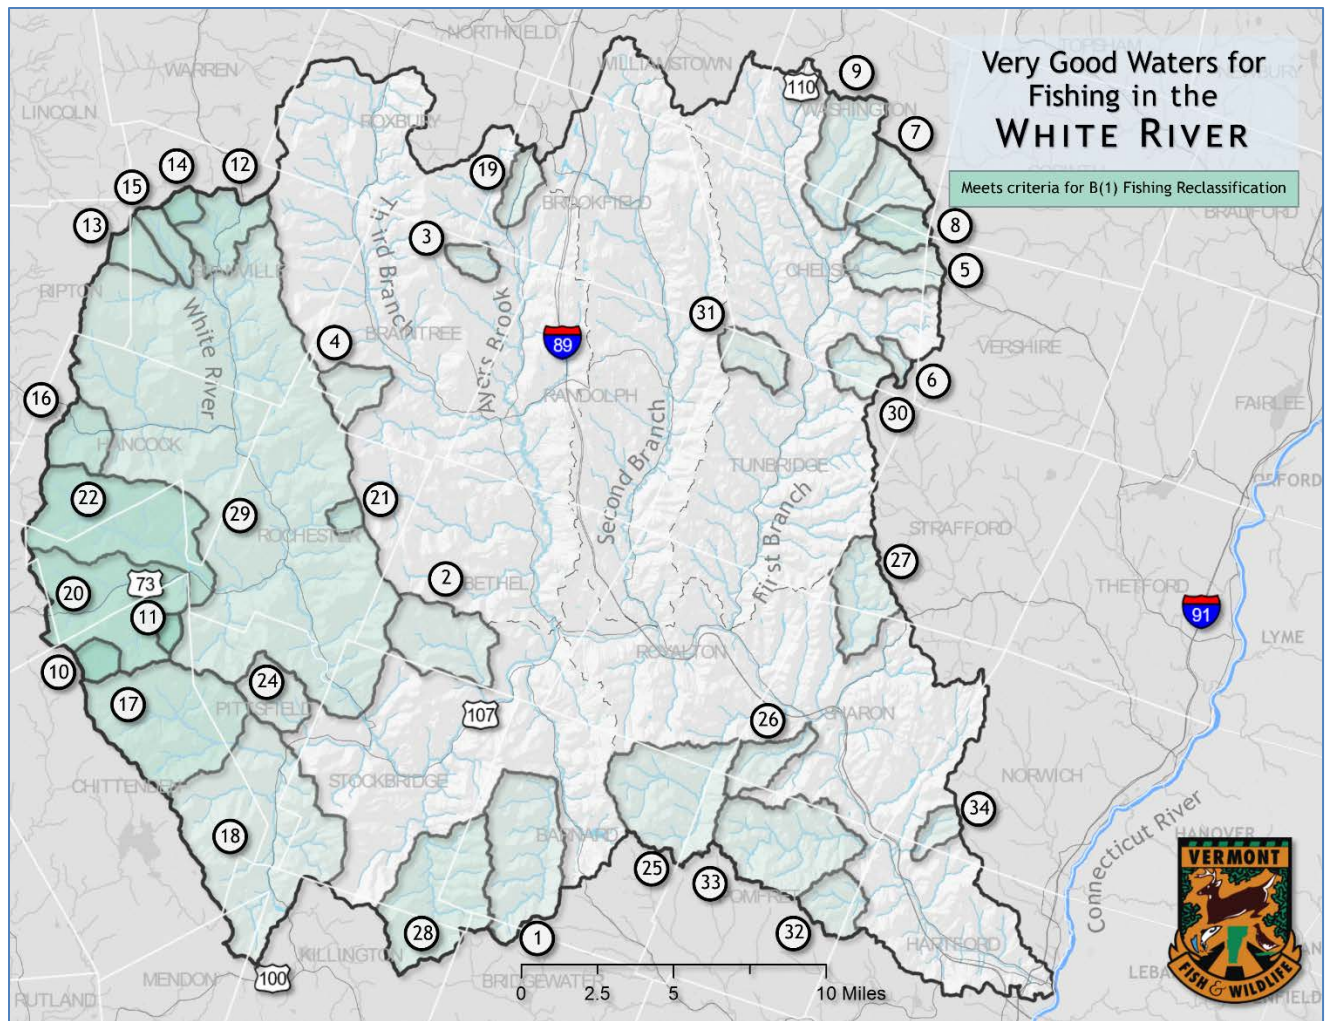 Very Good Waters for
Fishing in the
WHITE RIVER
Meets criteria for B(1) Fishing Reclassification
NORTHFIELD
WILLIAMSTOWN
TOPSHAM
WARREN
WASHINGTON
LINCOLN
ROXBURY
110
9
7
14
12
15
13
19
3
BROOKFIELD
BRADFORD
8
5
CHELSEA
RIPTON
Third Branch
White River
Ayers Brook
4
BRAINTREE
89
31
VERSHIRE
6
30
16
RANDOLPH
FAIRLEE
HANCOCK
Second Branch
TUNBRIDGE
First Branch
22
29
21
ROCHESTER
STRAFFORD
27
ORFORD
2
BETHEL
THETFORD
73
20
11
91
LYME
10
ROYALTON
24
17
PITTSFIELD
107
26
SHARON
CHITTENDEN
STOCKBRIDGE
NORWICH
18
BARNARD
25
33
34
HANOVER
Connecticut River
POMFRET
28
1
32
HARTFORD
KILLINGTON
MENDON
100
BRIDGEWATER
RUTLAND
0 2.5 5 10 Miles
VERMONT
FISH & WILDLIFE